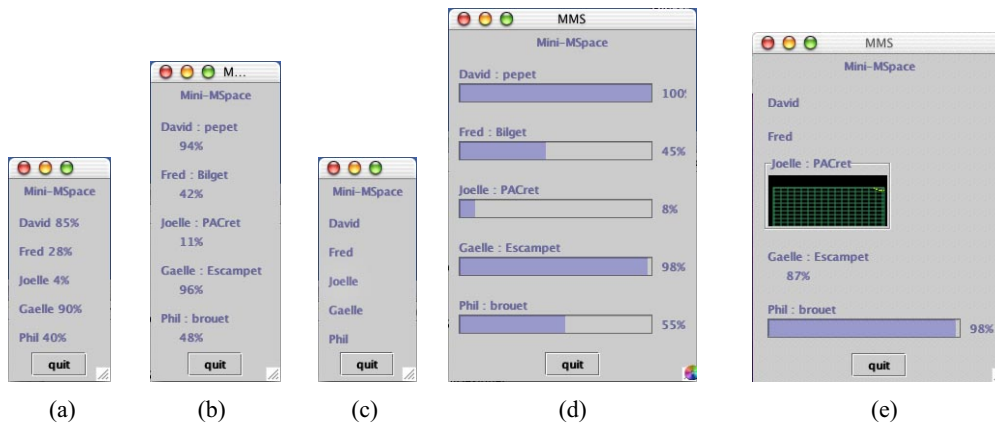 Mini-MSpace
David 85%
Fred 28%
Joelle 4%
Gaelle 90%
Phil 40%
quit
(a)
M...
Mini-MSpace
David : pepet
94%
Fred : Bilget
42%
Joelle : PACret
11%
Gaelle : Escampet
96%
Phil : brouet
48%
quit
(b)
Mini-MSpace
David
Fred
Joelle
Gaelle
Phil
quit
(c)
MMS
Mini-MSpace
David : pepet
100%
Fred : Bilget
45%
Joelle : PACret
8%
Gaelle : Escampet
98%
Phil : brouet
55%
quit
(d)
MMS
Mini-MSpace
David
Fred
Joelle : PACret
Gaelle : Escampet
87%
Phil : brouet
98%
quit
(e)